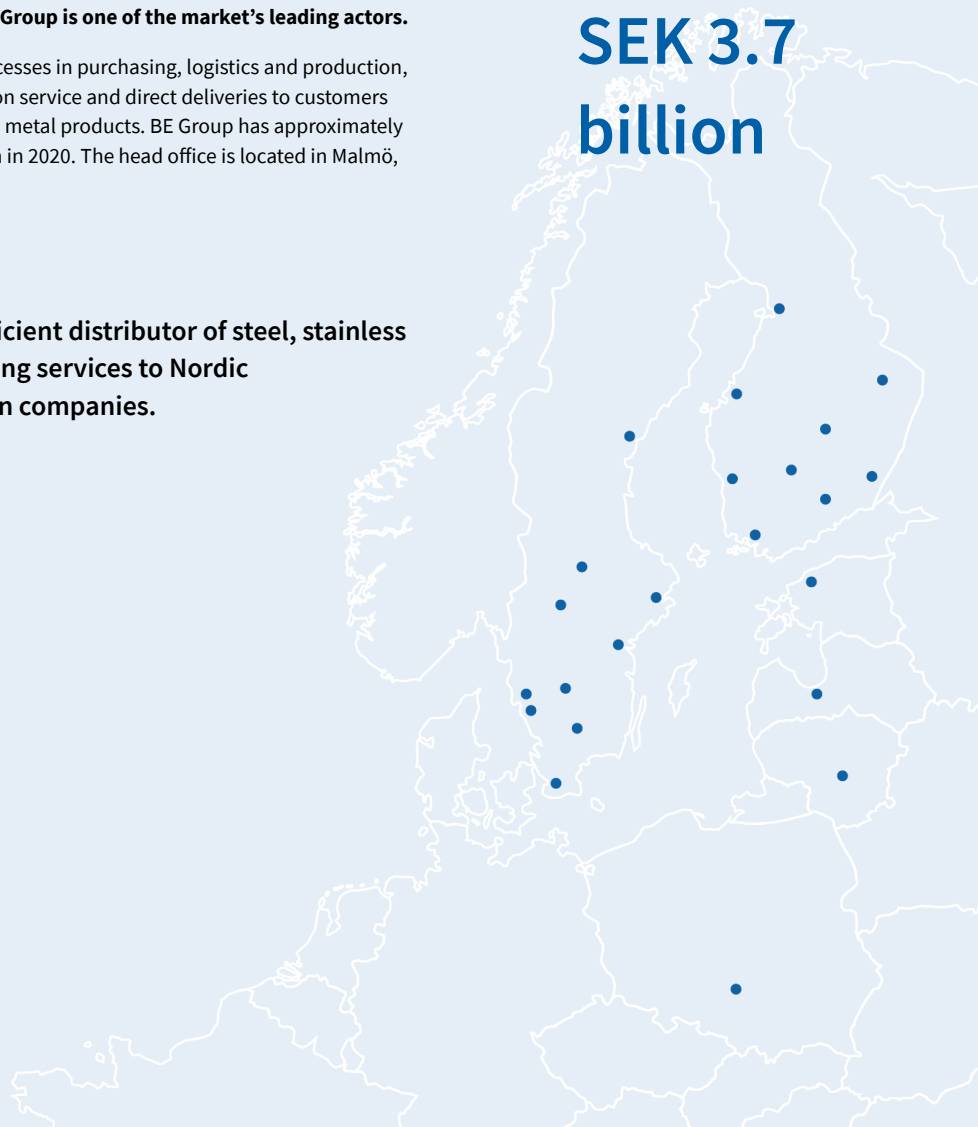 Group is one of the market’s leading actors.
cesses in purchasing, logistics and production,
on service and direct deliveries to customers
metal products. BE Group has approximately
in 2020. The head office is located in Malmö,
icient distributor of steel, stainless
ng services to Nordic
n companies.
SEK 3.7
billion